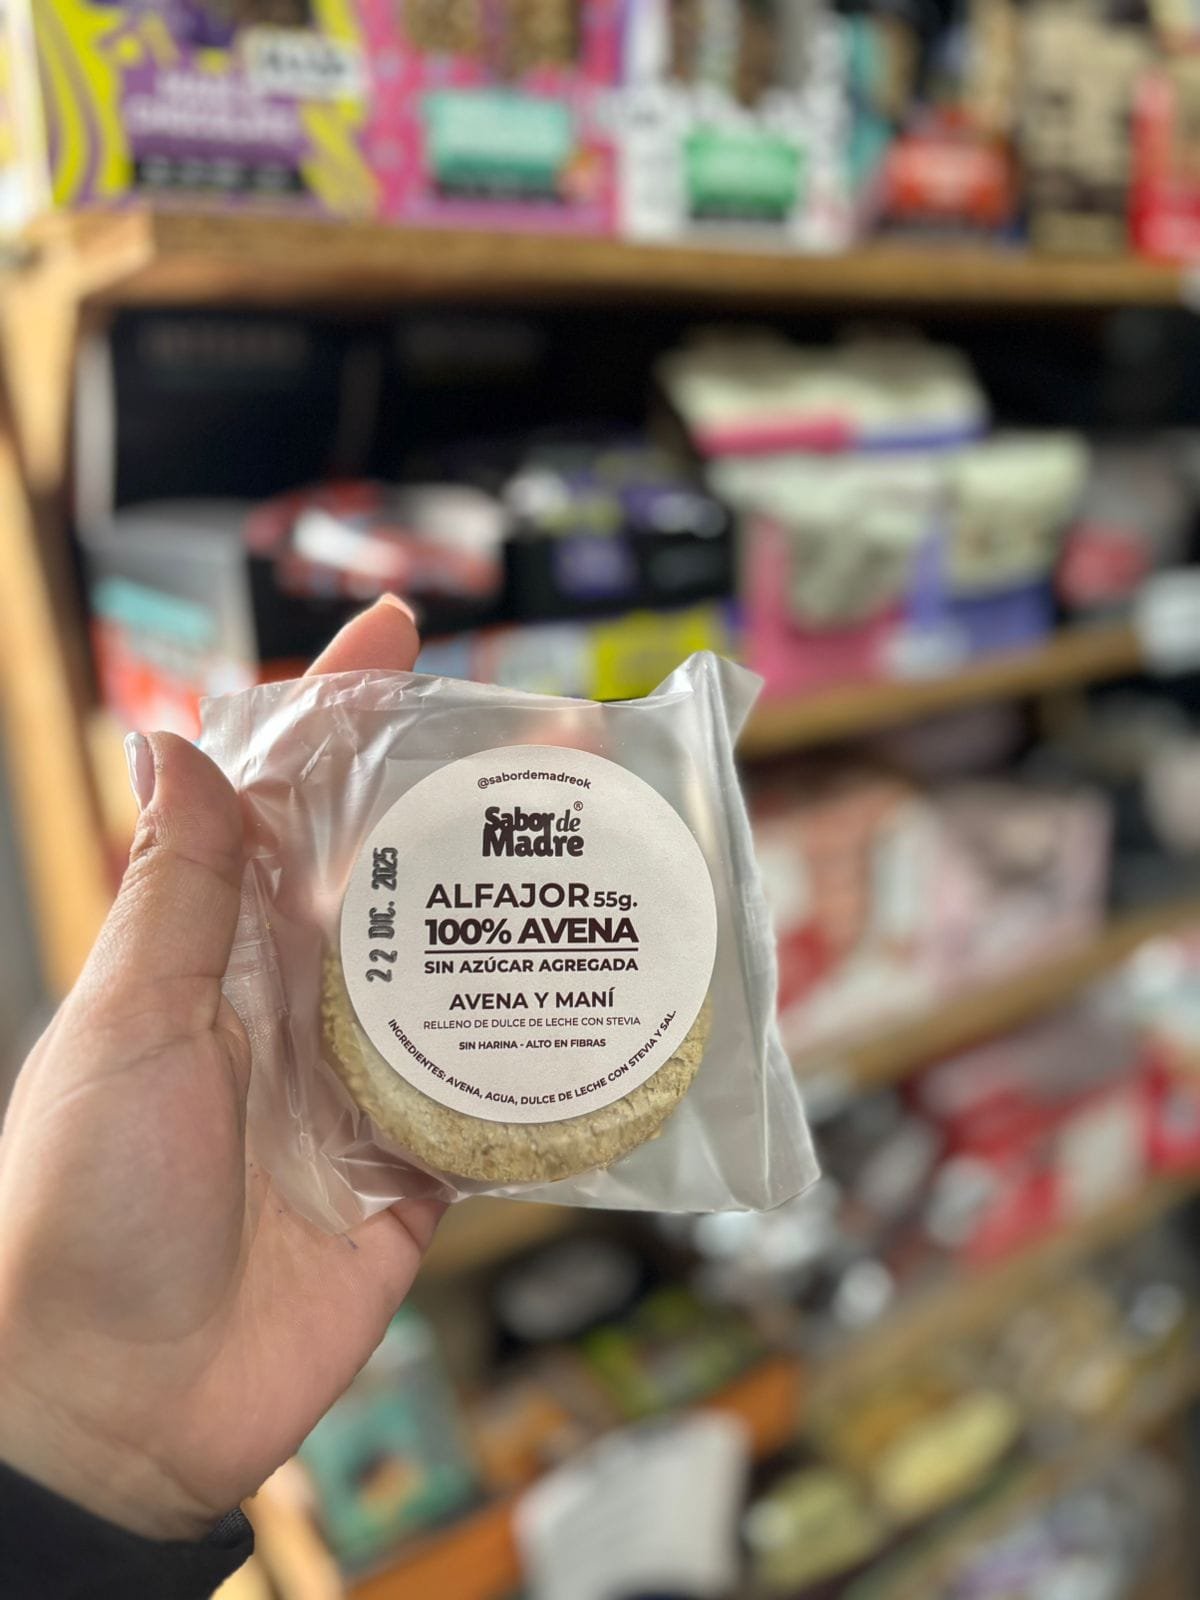 @sabordemadreok
Sabor de
Madre®
ALFAJOR 55g.
100% AVENA
SIN AZÚCAR AGREGADA
AVENA Y MANÍ
RELLENO DE DULCE DE LECHE CON STEVIA
SIN HARINA - ALTO EN FIBRAS
INGREDIENTES: AVENA, AGUA, DULCE DE LECHE CON STEVIA Y SAL.
22 DIC. 2025